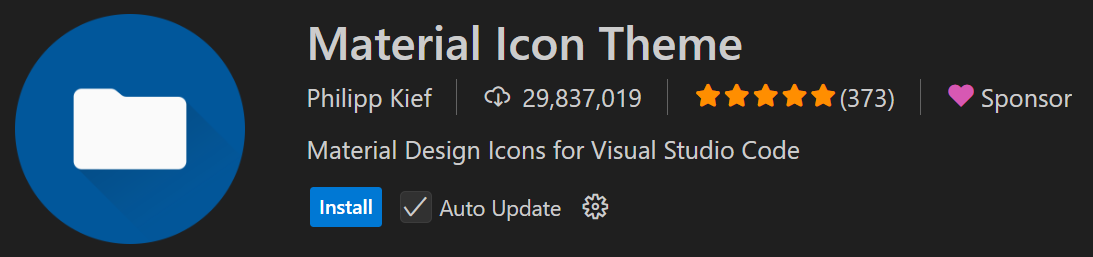 Material Icon Theme
Philipp Kief 29,837,019 (373) Sponsor
Material Design Icons for Visual Studio Code
Install Auto Update